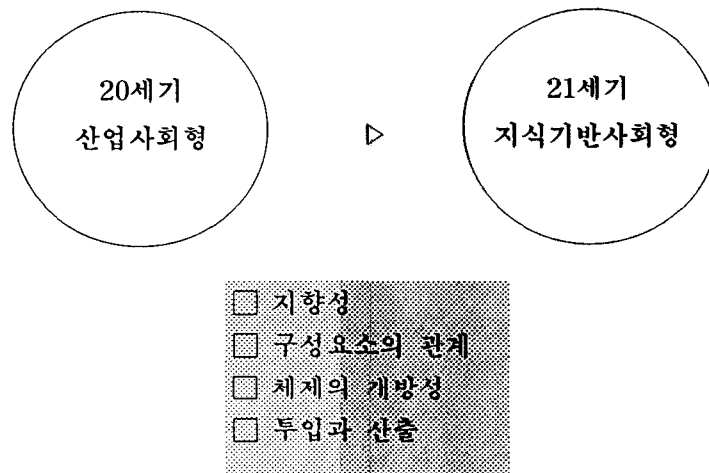 20세기
산업사회형
▷
21세기
지식기반사회형
□ 지향성
□ 구성요소의 관계
□ 체제의 개방성
□ 투입과 산출